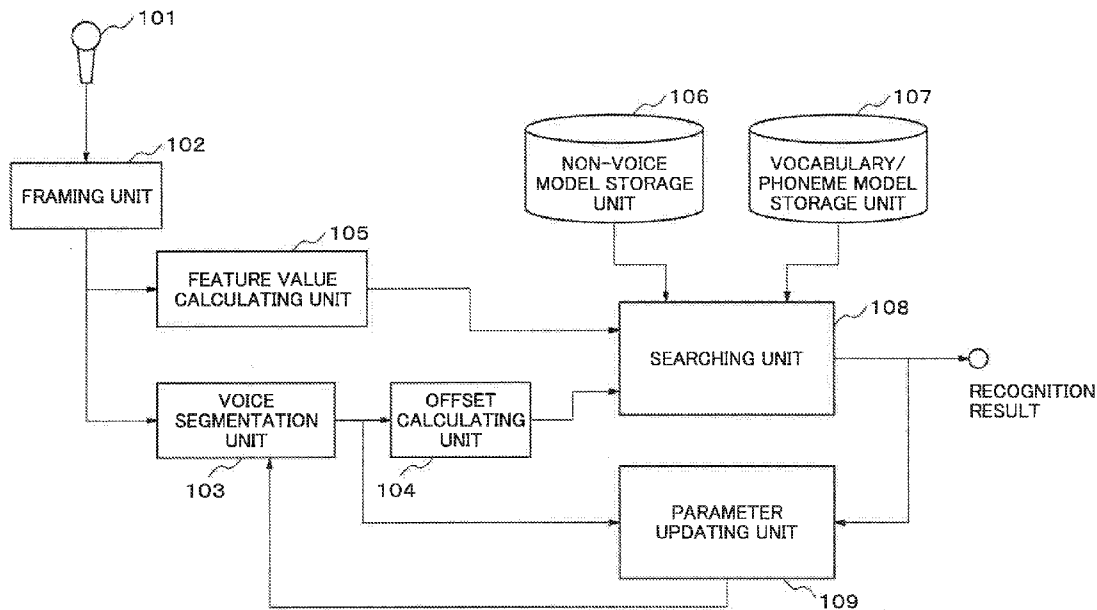 101
102
FRAMING UNIT
106
NON-VOICE
MODEL STORAGE
UNIT
107
VOCABULARY/
PHONEME MODEL
STORAGE UNIT
105
FEATURE VALUE
CALCULATING UNIT
108
SEARCHING UNIT
RECOGNITION
RESULT
VOICE
SEGMENTATION
UNIT
103
OFFSET
CALCULATING
UNIT
104
PARAMETER
UPDATING UNIT
109